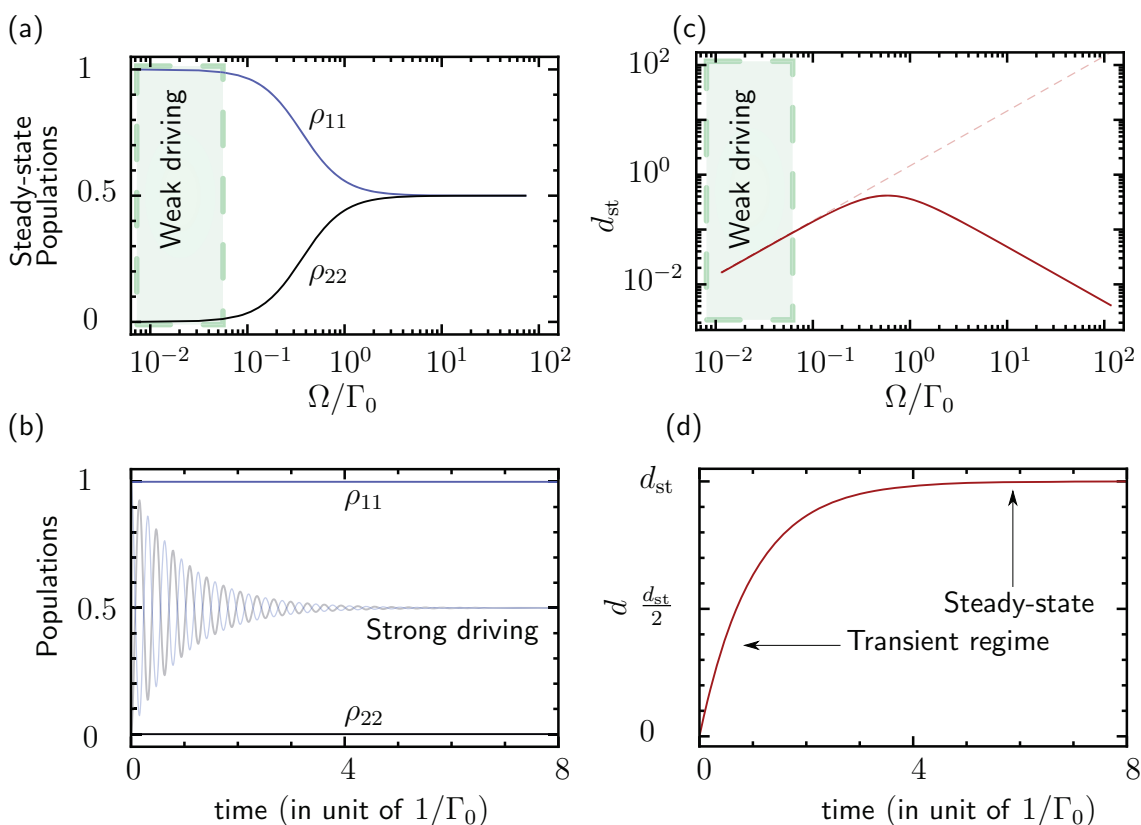 (a)
Steady-state
Populations
1
0.5
0
Weak driving
ρ₁₁
ρ₂₂
10⁻² 10⁻¹ 10⁰ 10¹ 10²
Ω/Γ₀
(c)
d_st
10²
10⁰
10⁻²
Weak driving
10⁻² 10⁻¹ 10⁰ 10¹ 10²
Ω/Γ₀
(b)
Populations
1
0.5
0
ρ₁₁
Strong driving
ρ₂₂
0 4 8
time (in unit of 1/Γ₀)
(d)
d
d_st
d_st/2
0
Steady-state
Transient regime
0 4 8
time (in unit of 1/Γ₀)